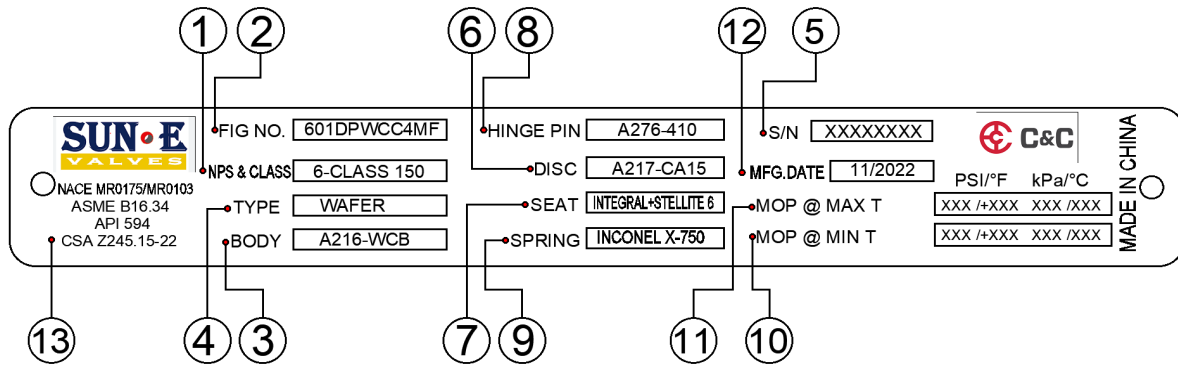 1 2 6 8 12 5
SUN•E
VALVES
NACE MR0175/MR0103
ASME B16.34
API 594
CSA Z245.15-22
FIG NO. 601DPWCC4MF
NPS & CLASS 6-CLASS 150
TYPE WAFER
BODY A216-WCB
HINGE PIN A276-410
DISC A217-CA15
SEAT INTEGRAL+STELLITE 6
SPRING INCONEL X-750
S/N XXXXXXXX
MFG.DATE 11/2022
C&C
PSI/°F kPa/°C
MOP @ MAX T XXX /+XXX XXX /XXX
MOP @ MIN T XXX /+XXX XXX /XXX
MADE IN CHINA
13 4 3 7 9 11 10